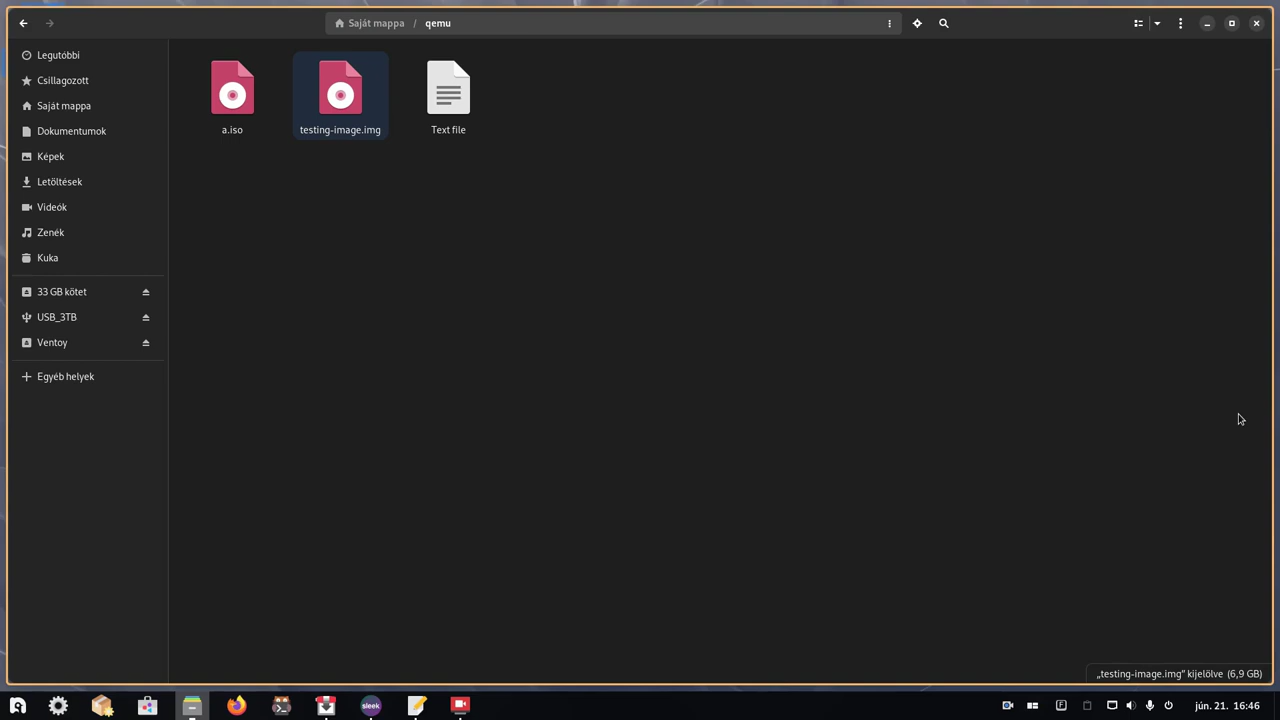 Saját mappa / qemu
Legutóbbi
Csillagozott
Saját mappa
Dokumentumok
Képek
Letöltések
Videók
Zenék
Kuka
33 GB kötet
USB_3TB
Ventoy
Egyéb helyek
a.iso
testing-image.img
Text file
„testing-image.img” kijelölve (6,9 GB)
sleek
F
jún. 21. 16:46